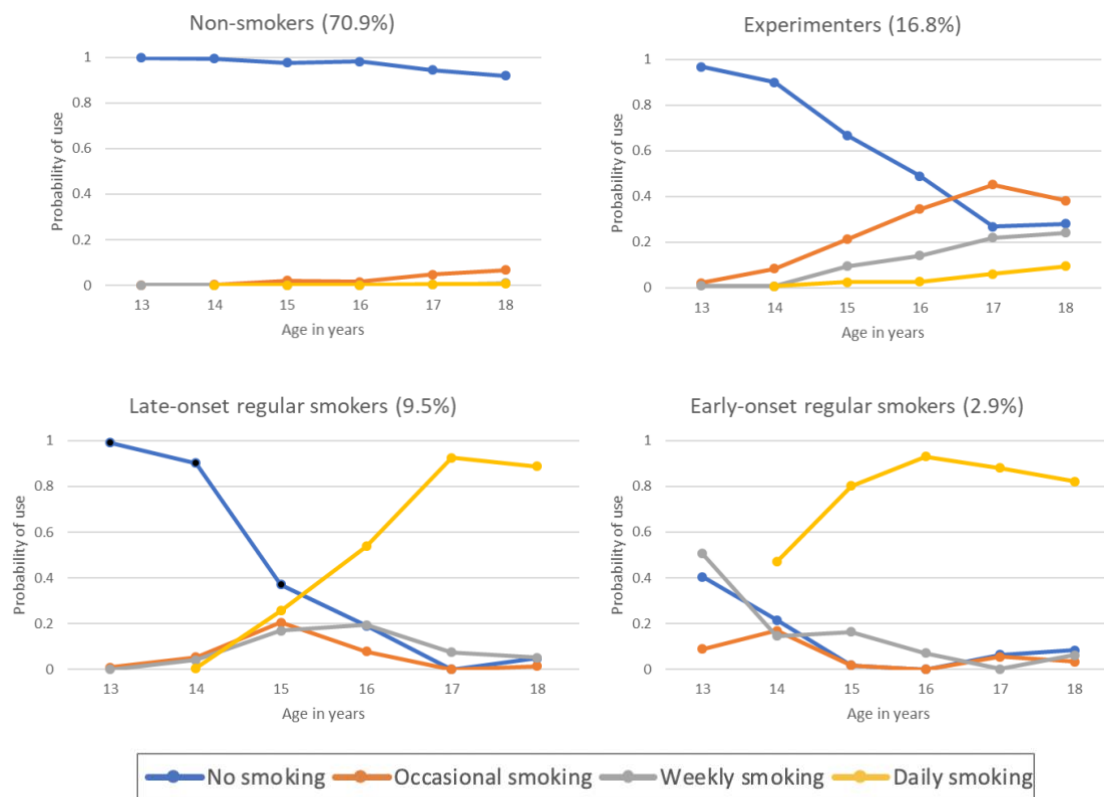 Non-smokers (70.9%)
Probability of use
1
0.8
0.6
0.4
0.2
0
13 14 15 16 17 18
Age in years
Experimenters (16.8%)
Probability of use
1
0.8
0.6
0.4
0.2
0
13 14 15 16 17 18
Age in years
Late-onset regular smokers (9.5%)
Probability of use
1
0.8
0.6
0.4
0.2
0
13 14 15 16 17 18
Age in years
Early-onset regular smokers (2.9%)
Probability of use
1
0.8
0.6
0.4
0.2
0
13 14 15 16 17 18
Age in years
No smoking Occasional smoking Weekly smoking Daily smoking